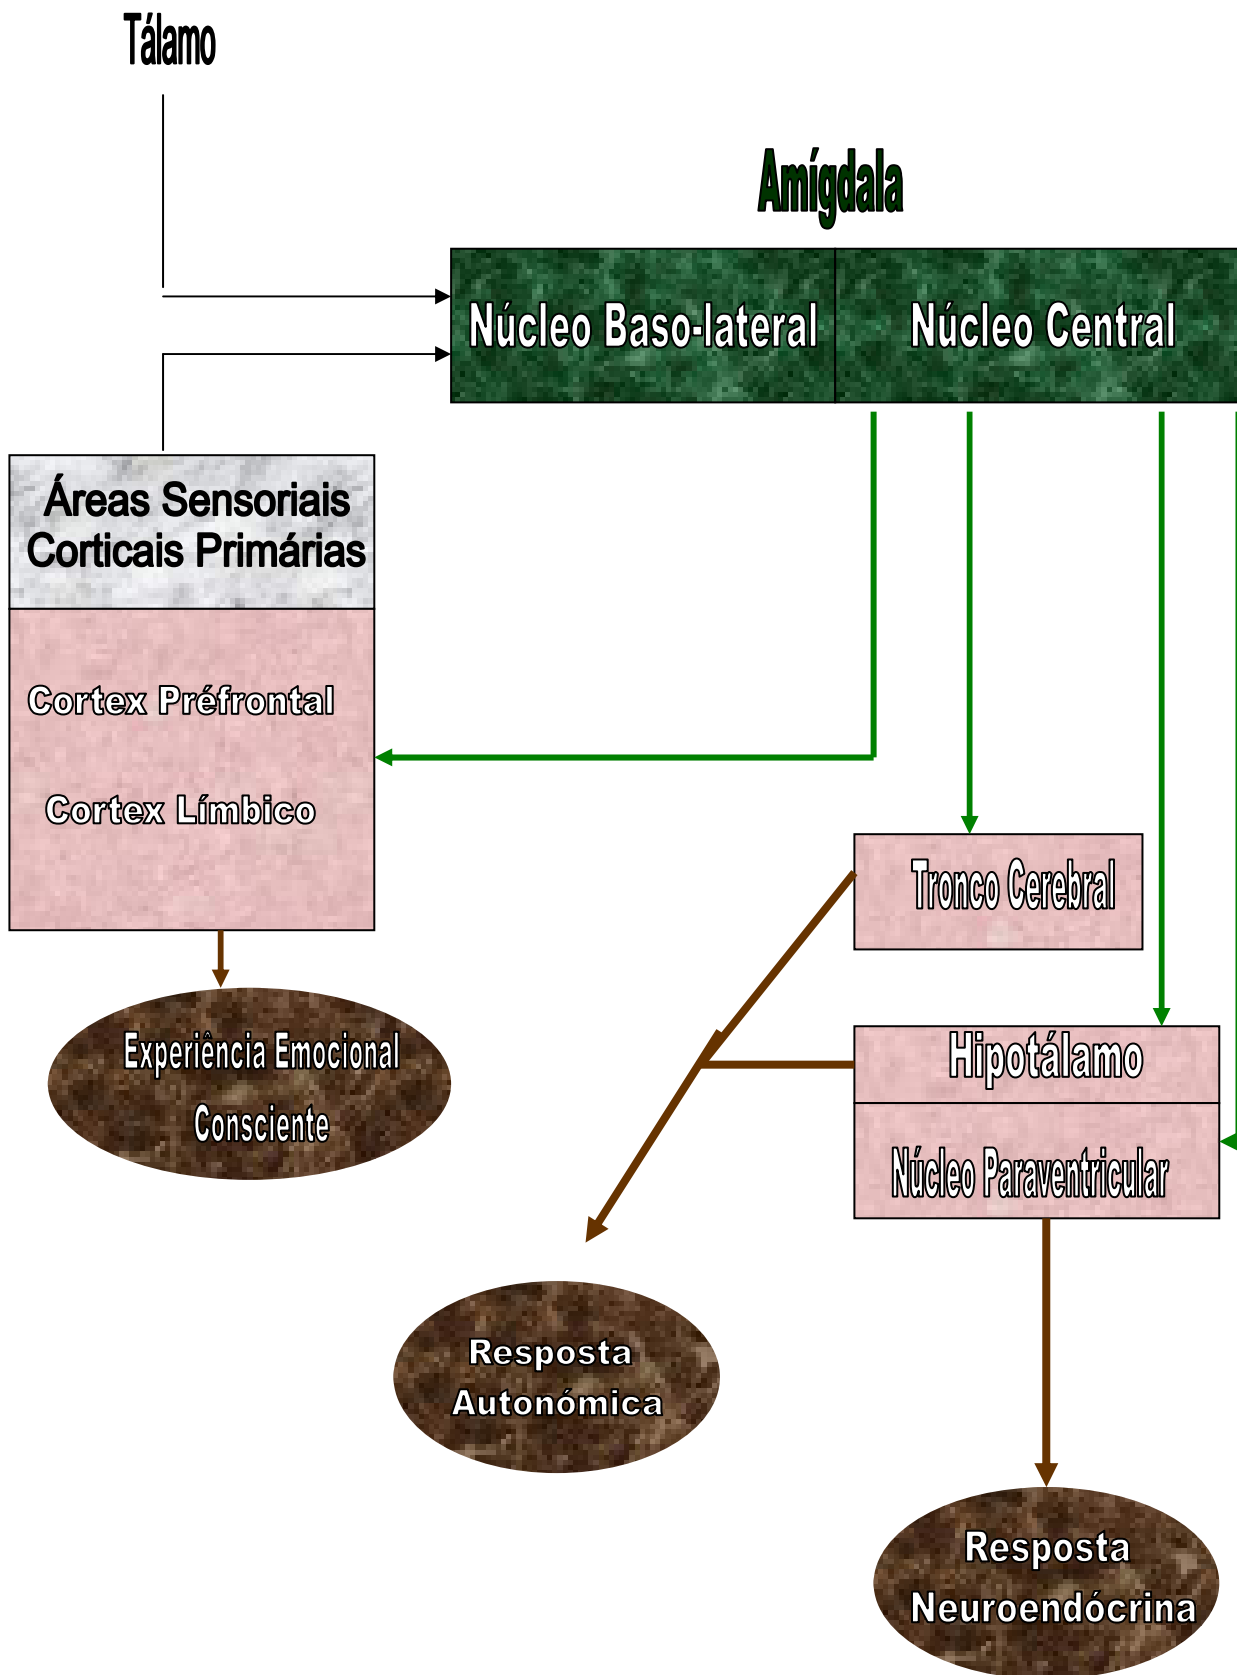 Tálamo
Amígdala
Núcleo Baso-lateral
Núcleo Central
Áreas Sensoriais
Corticais Primárias
Cortex Préfrontal
Cortex Límbico
Tronco Cerebral
Hipotálamo
Núcleo Paraventricular
Experiência Emocional
Consciente
Resposta
Autonómica
Resposta
Neuroendócrina